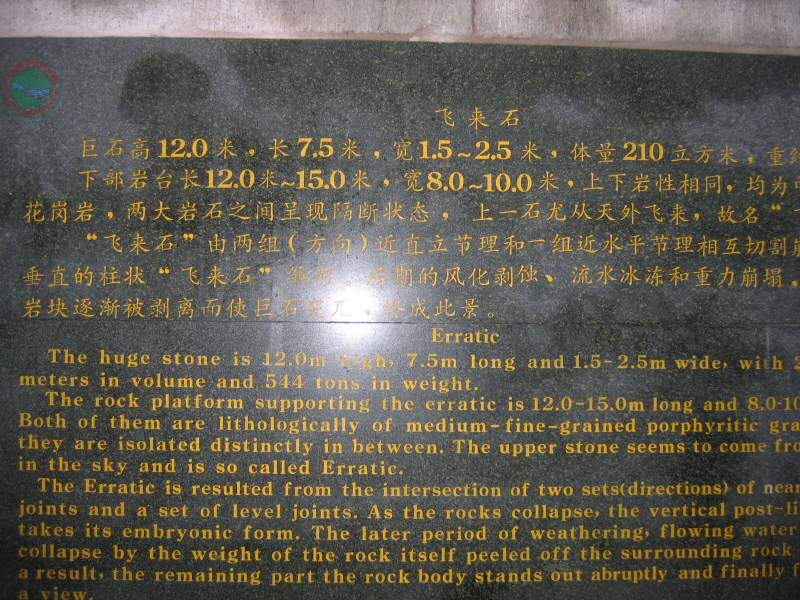 飞来石
巨石高12.0米，长7.5米，宽1.5~2.5米，体量210立方米，重
下部岩台长12.0米~15.0米，宽8.0~10.0米，上下岩性相同，均为
花岗岩，两大岩石之间呈现隔断状态，上一石尤从天外飞来，故名“
“飞来石”由两组(方向)近直立节理和一组近水平节理相互切割
垂直的柱状“飞来石”雏形。后期的风化剥蚀、流水冰冻和重力崩塌，
岩块逐渐被剥离而使巨石突兀，终成此景。
Erratic
The huge stone is 12.0m high, 7.5m long and 1.5-2.5m wide, with 2
meters in volume and 544 tons in weight.
The rock platform supporting the erratic is 12.0-15.0m long and 8.0-10
Both of them are lithologically of medium-fine-grained porphyritic gra
they are isolated distinctly in between. The upper stone seems to come fro
in the sky and is so called Erratic.
The Erratic is resulted from the intersection of two sets(directions) of near
joints and a set of level joints. As the rocks collapse, the vertical post-li
takes its embryonic form. The later period of weathering, flowing water
collapse by the weight of the rock itself peeled off the surrounding rock
a result, the remaining part the rock body stands out abruptly and finally f
a view.